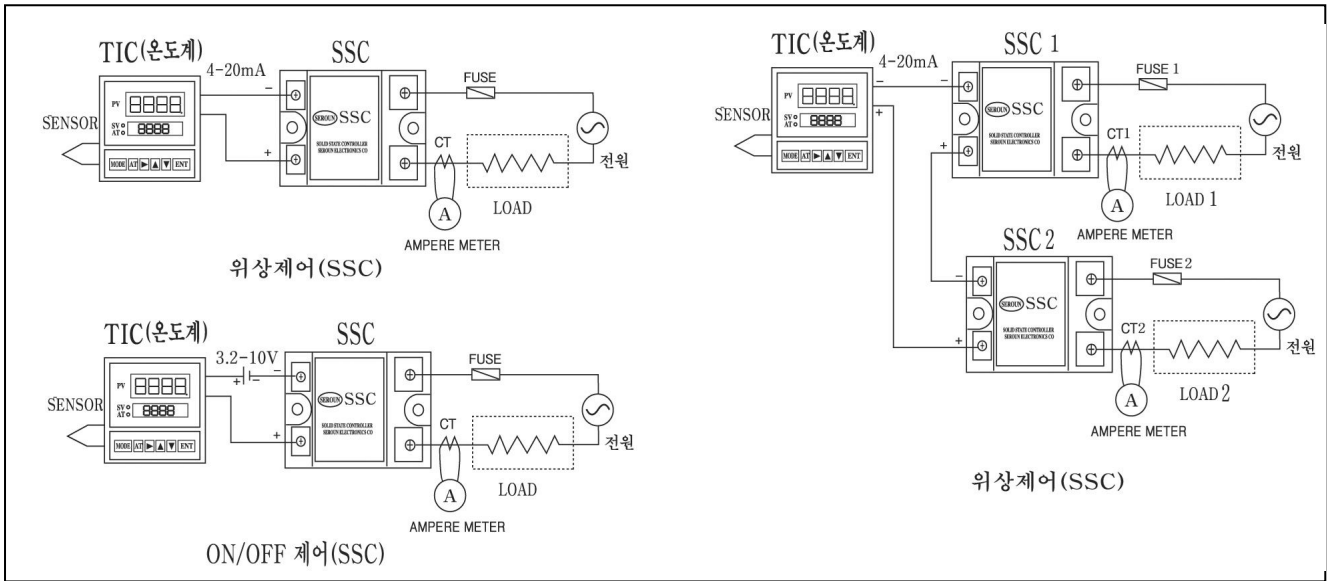 TIC(온도계)
SSC
4-20mA
FUSE
PV
SV
AT
SENSOR
MODE AT ▶ ▲ ▼ ENT
-
+
SEROUN SSC
SOLID STATE CONTROLLER
SEROUN ELECTRONICS CO
CT
전원
A
LOAD
AMPERE METER
위상제어(SSC)
TIC(온도계)
SSC
3.2-10V
FUSE
+ -
-
PV
SV
AT
SENSOR
MODE AT ▶ ▲ ▼ ENT
+
SEROUN SSC
SOLID STATE CONTROLLER
SEROUN ELECTRONICS CO
CT
전원
A
LOAD
AMPERE METER
ON/OFF 제어(SSC)
TIC(온도계)
SSC 1
4-20mA
FUSE 1
-
+
PV
SV
AT
SENSOR
MODE AT ▶ ▲ ▼ ENT
+
SEROUN SSC
SOLID STATE CONTROLLER
SEROUN ELECTRONICS CO
CT1
전원
A
LOAD 1
AMPERE METER
SSC 2
FUSE 2
-
+
SEROUN SSC
SOLID STATE CONTROLLER
SEROUN ELECTRONICS CO
CT2
전원
A
LOAD 2
AMPERE METER
위상제어(SSC)